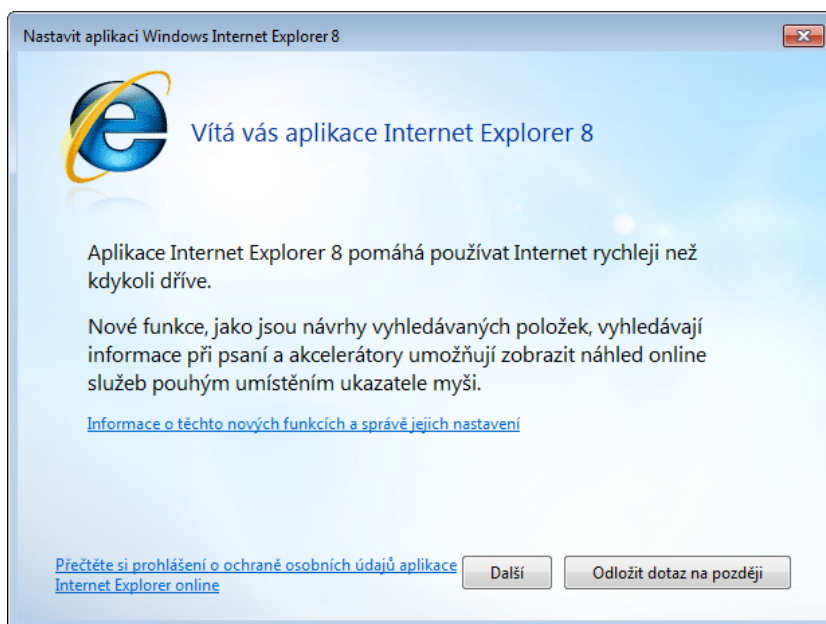 Nastavit aplikaci Windows Internet Explorer 8
Vítá vás aplikace Internet Explorer 8
Aplikace Internet Explorer 8 pomáhá používat Internet rychleji než
kdykoli dříve.
Nové funkce, jako jsou návrhy vyhledávaných položek, vyhledávají
informace při psaní a akcelerátory umožňují zobrazit náhled online
služeb pouhým umístěním ukazatele myši.
Informace o těchto nových funkcích a správě jejich nastavení
Přečtěte si prohlášení o ochraně osobních údajů aplikace
Internet Explorer online
Další
Odložit dotaz na později